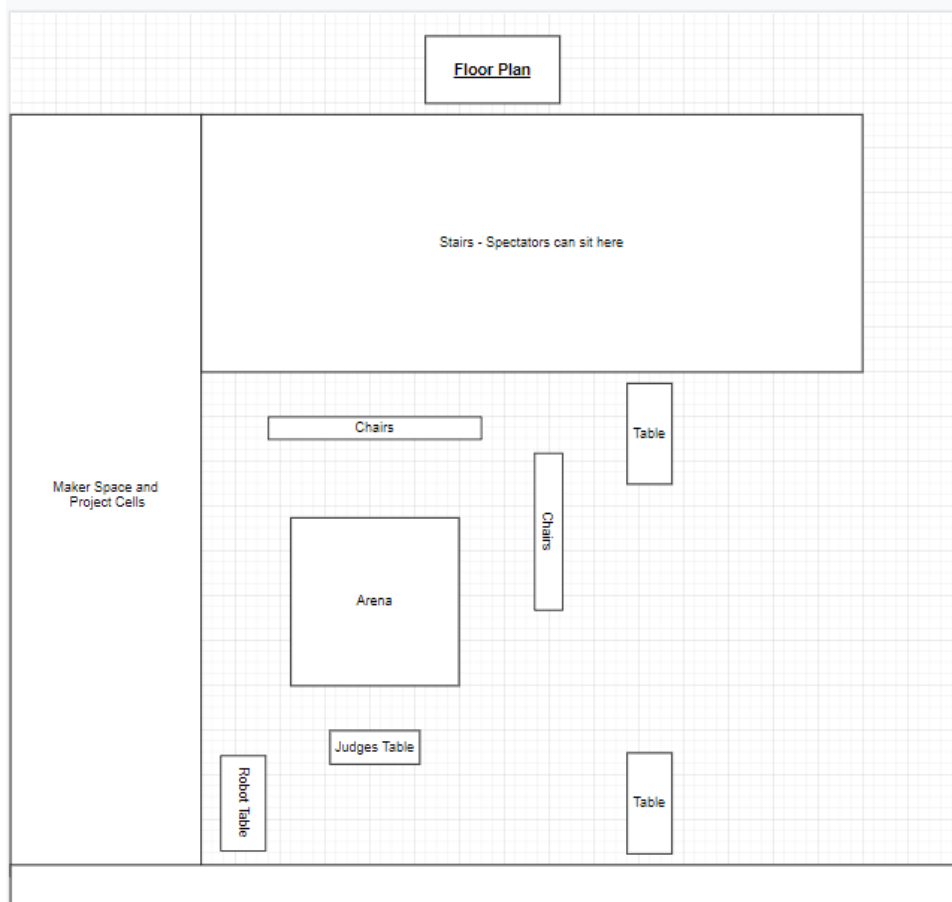 Floor Plan
Stairs - Spectators can sit here
Chairs
Table
Maker Space and
Project Cells
Chairs
Arena
Judges Table
Robot Table
Table